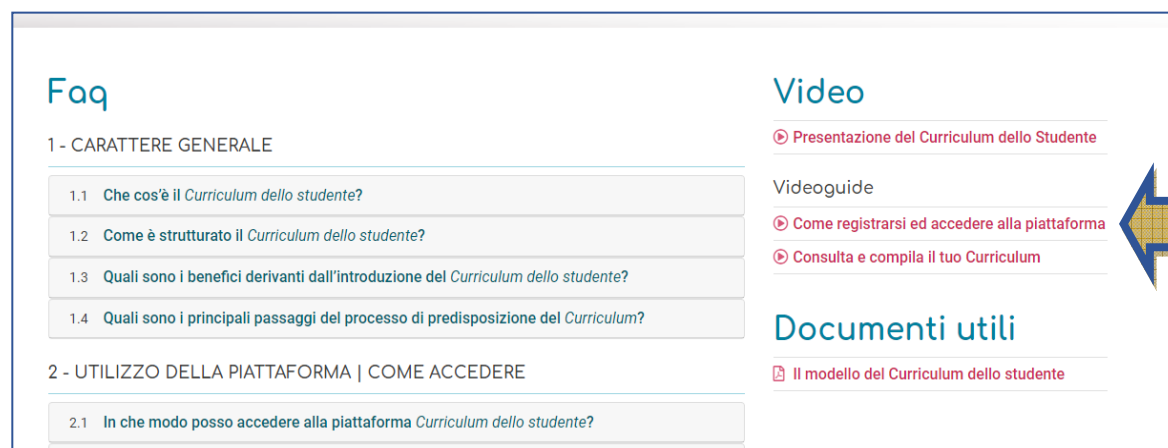 Faq
1 - CARATTERE GENERALE
1.1 Che cos'è il Curriculum dello studente?
1.2 Come è strutturato il Curriculum dello studente?
1.3 Quali sono i benefici derivanti dall'introduzione del Curriculum dello studente?
1.4 Quali sono i principali passaggi del processo di predisposizione del Curriculum?
2 - UTILIZZO DELLA PIATTAFORMA | COME ACCEDERE
2.1 In che modo posso accedere alla piattaforma Curriculum dello studente?
Video
Presentazione del Curriculum dello Studente
Videoguide
Come registrarsi ed accedere alla piattaforma
Consulta e compila il tuo Curriculum
Documenti utili
Il modello del Curriculum dello studente